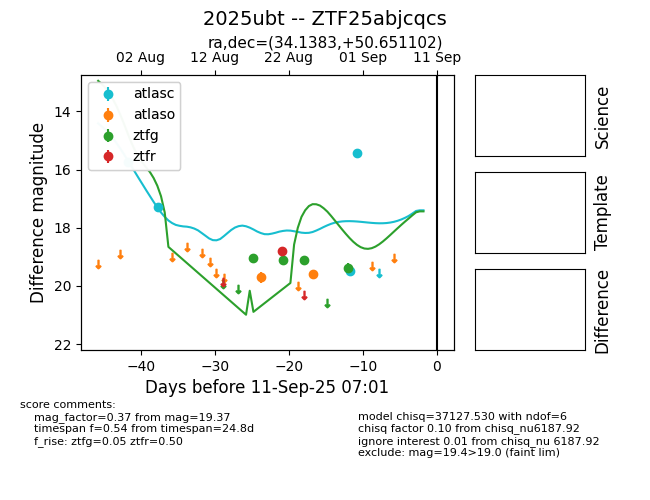 2025ubt -- ZTF25abjcqcs
ra,dec=(34.1383,+50.651102)
02 Aug 12 Aug 22 Aug 01 Sep 11 Sep
atlasc
atlaso
ztfg
ztfr
14
16
18
20
22
Difference magnitude
−40 −30 −20 −10 0
Days before 11-Sep-25 07:01
Science
Template
Difference
score comments:
mag_factor=0.37 from mag=19.37
timespan f=0.54 from timespan=24.8d
f_rise: ztfg=0.05 ztfr=0.50
model chisq=37127.530 with ndof=6
chisq factor 0.10 from chisq_nu6187.92
ignore interest 0.01 from chisq_nu 6187.92
exclude: mag=19.4>19.0 (faint lim)